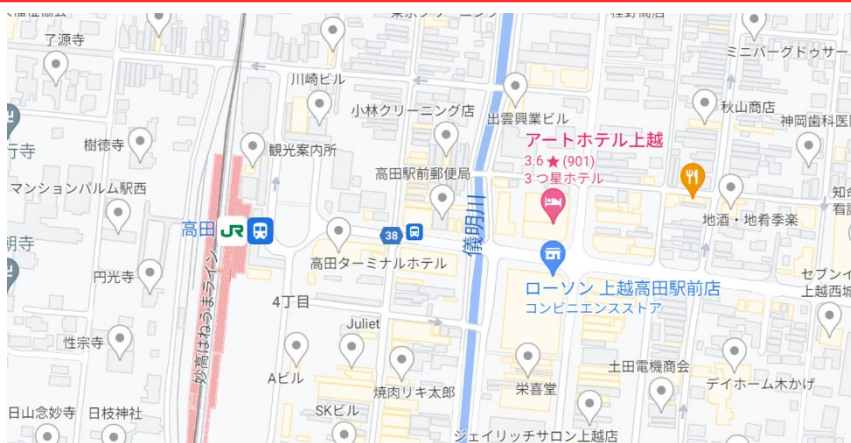 了源寺
ミニバーグドゥサー
川崎ビル
小林クリーニング店
出雲興業ビル
秋山商店
神岡歯科医
アートホテル上越
3.6★(901)
3つ星ホテル
樹徳寺
観光案内所
行寺
高田駅前郵便局
マンションパルム駅西
知命
看護
地酒・地肴季楽
高田
JR
38
儀明川
高田ターミナルホテル
明寺
円光寺
妙高はねうまライン
ローソン 上越高田駅前店
コンビニエンスストア
セブンイ
上越西城
4丁目
Juliet
性宗寺
Aビル
焼肉リキ太郎
栄喜堂
土田電機商会
デイホーム木かげ
日山念妙寺
日枝神社
SKビル
ジェイリッチサロン上越店